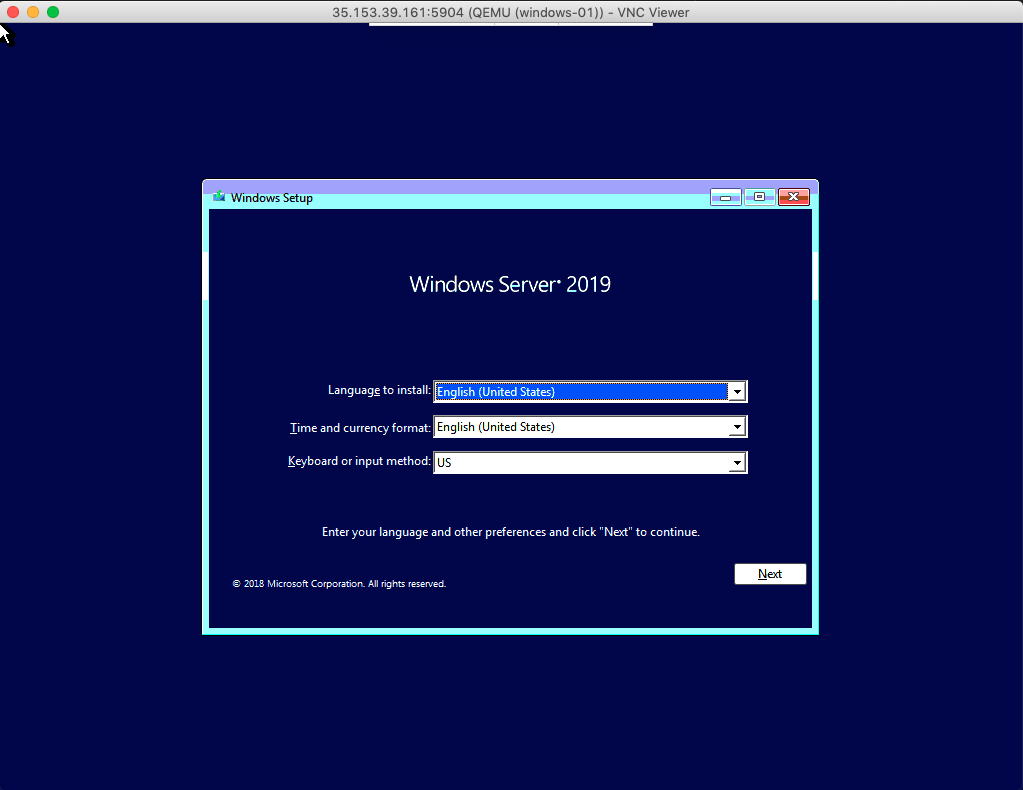 35.153.39.161:5904 (QEMU (windows-01)) - VNC Viewer
Windows Setup
Windows Server® 2019
Language to install: English (United States)
Time and currency format: English (United States)
Keyboard or input method: US
Enter your language and other preferences and click "Next" to continue.
Next
© 2018 Microsoft Corporation. All rights reserved.